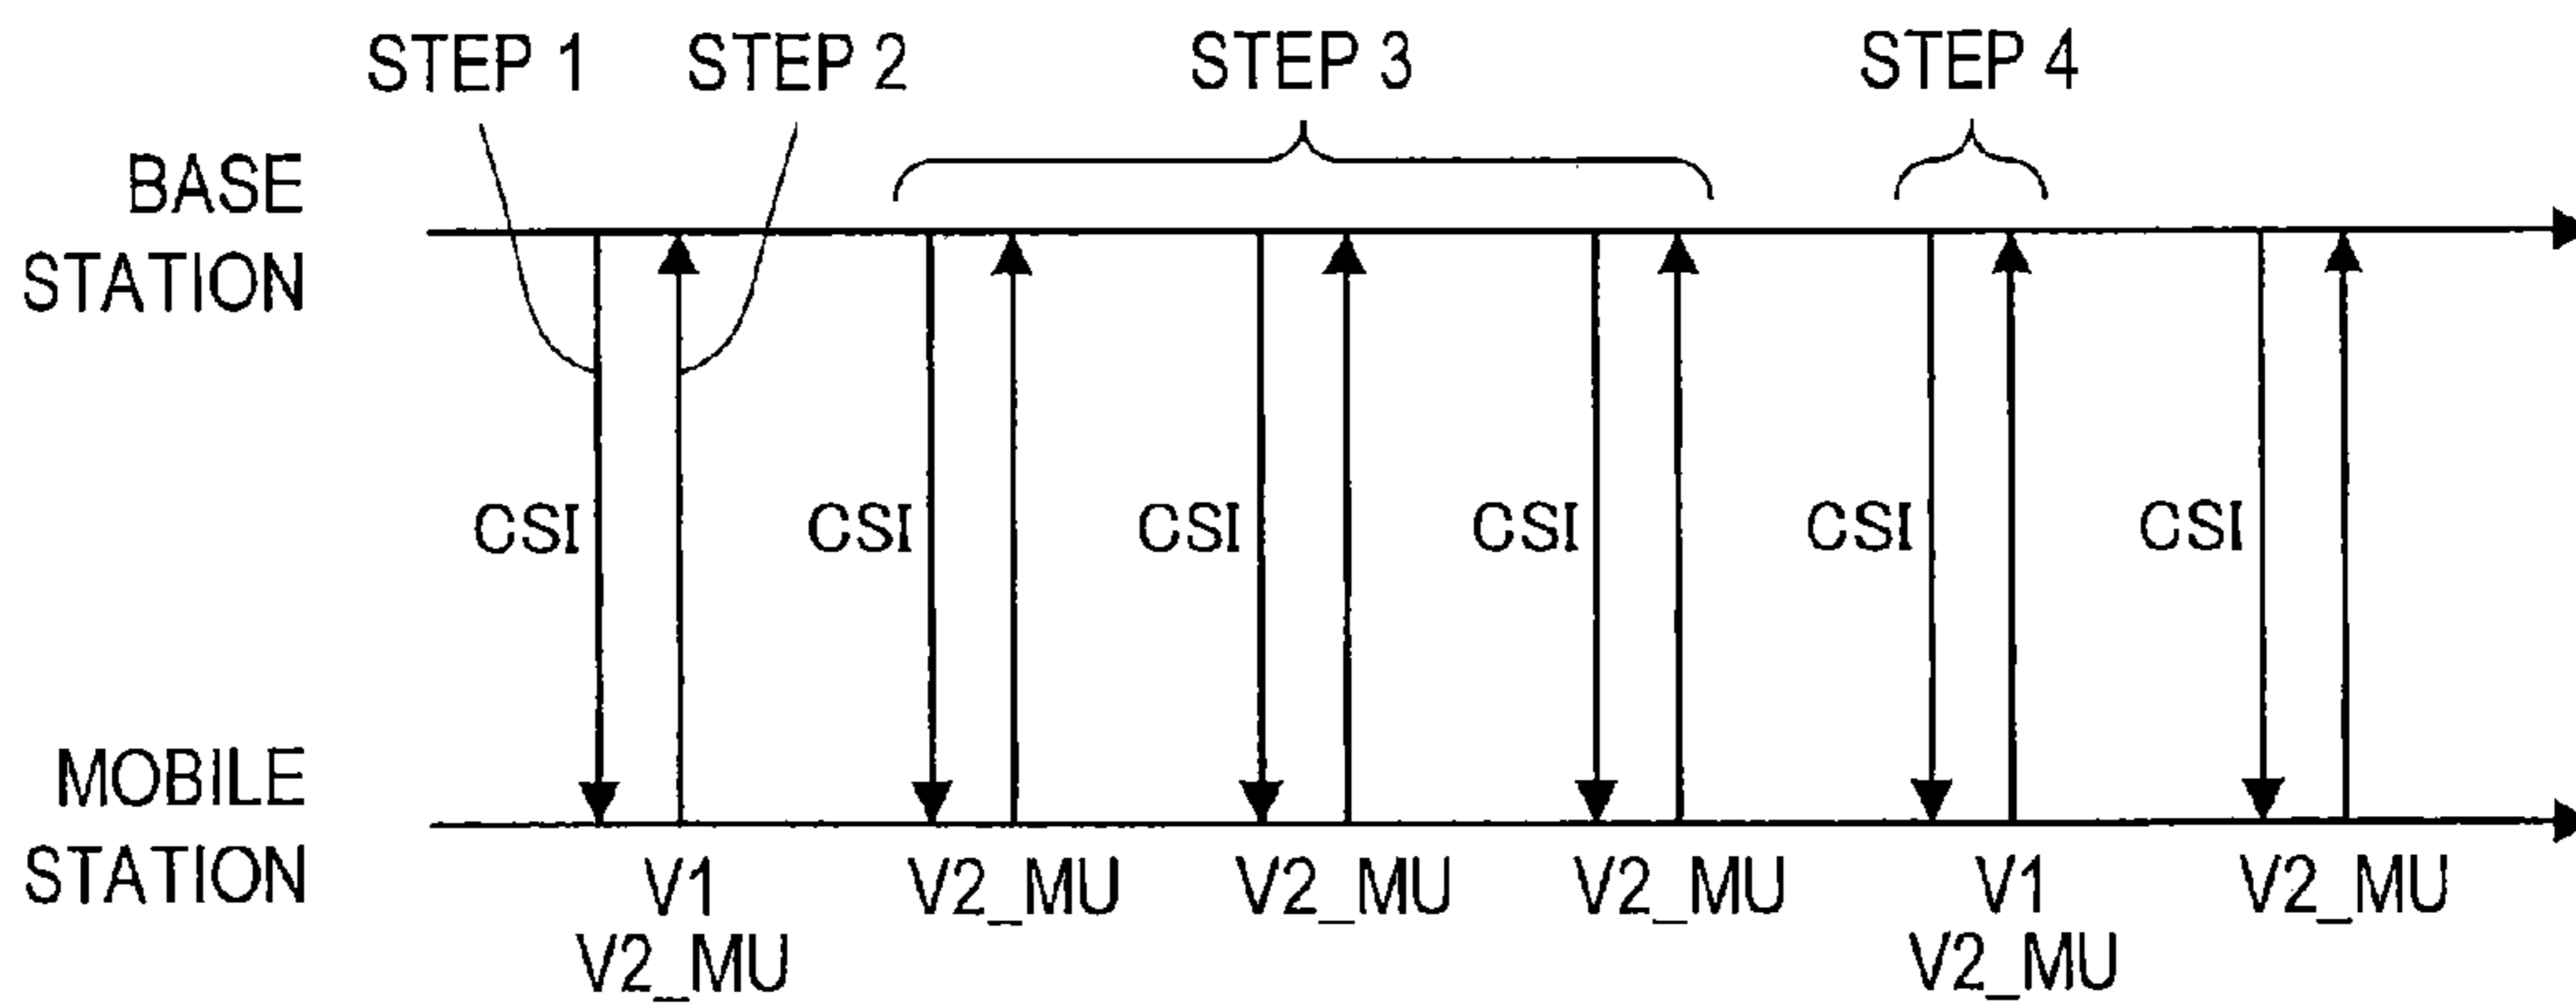 STEP 1 STEP 2 STEP 3 STEP 4
BASE
STATION
CSI CSI CSI CSI CSI CSI
MOBILE
STATION
V1 V2_MU V2_MU V2_MU V1 V2_MU
V2_MU V2_MU